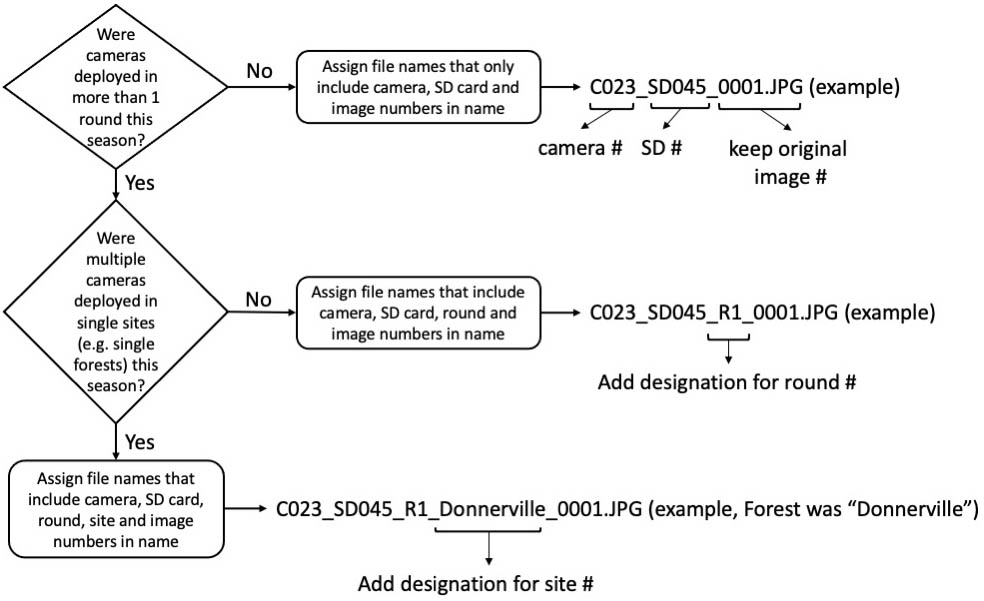 Were
cameras
deployed in
more than 1
round this
season?
No
Assign file names that only
include camera, SD card and
image numbers in name
C023_SD045_0001.JPG (example)
camera #
SD #
keep original
image #
Yes
Were
multiple
cameras
deployed in
single sites
(e.g. single
forests) this
season?
No
Assign file names that include
camera, SD card, round and
image numbers in name
C023_SD045_R1_0001.JPG (example)
Add designation for round #
Yes
Assign file names that
include camera, SD card,
round, site and image
numbers in name
C023_SD045_R1_Donnerville_0001.JPG (example, Forest was “Donnerville”)
Add designation for site #